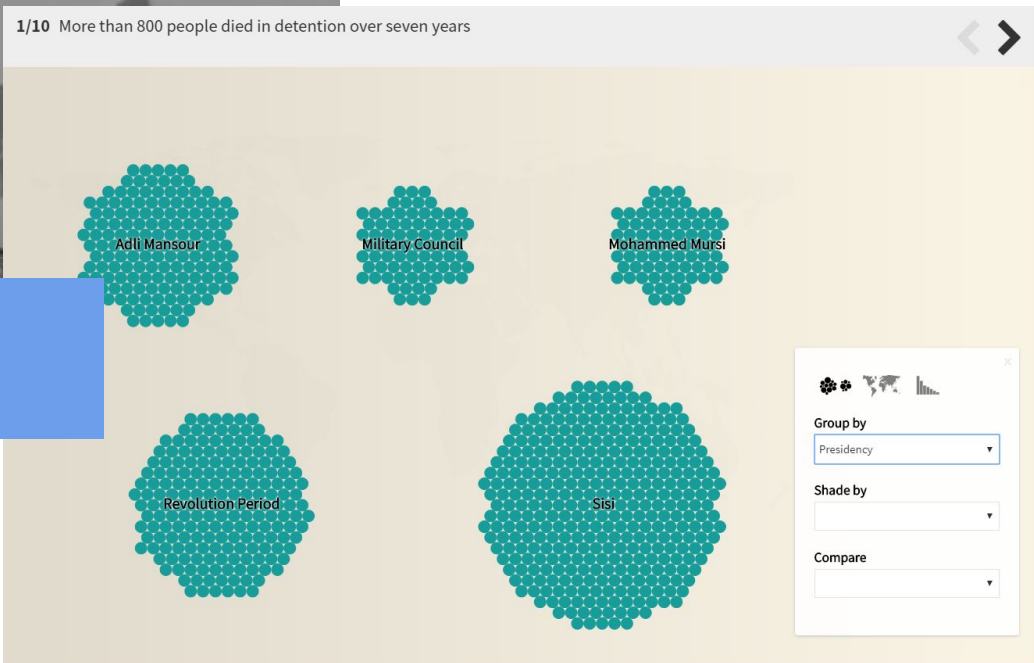 1/10 More than 800 people died in detention over seven years
Adli Mansour
Military Council
Mohammed Mursi
Revolution Period
Sisi
Group by
Presidency
Shade by
Compare